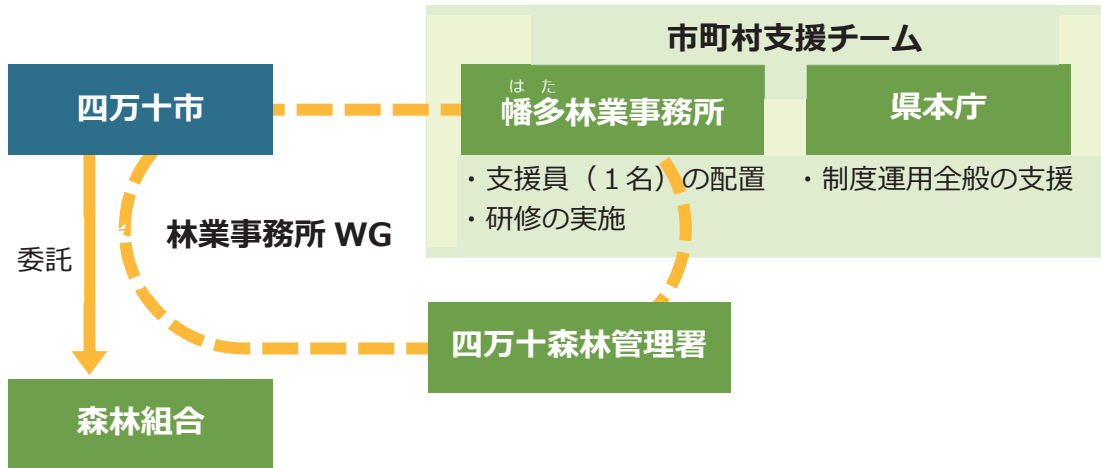 市町村支援チーム
四万十市
はた
幡多林業事務所
県本庁
・支援員（１名）の配置
・研修の実施
・制度運用全般の支援
林業事務所 WG
委託
四万十森林管理署
森林組合